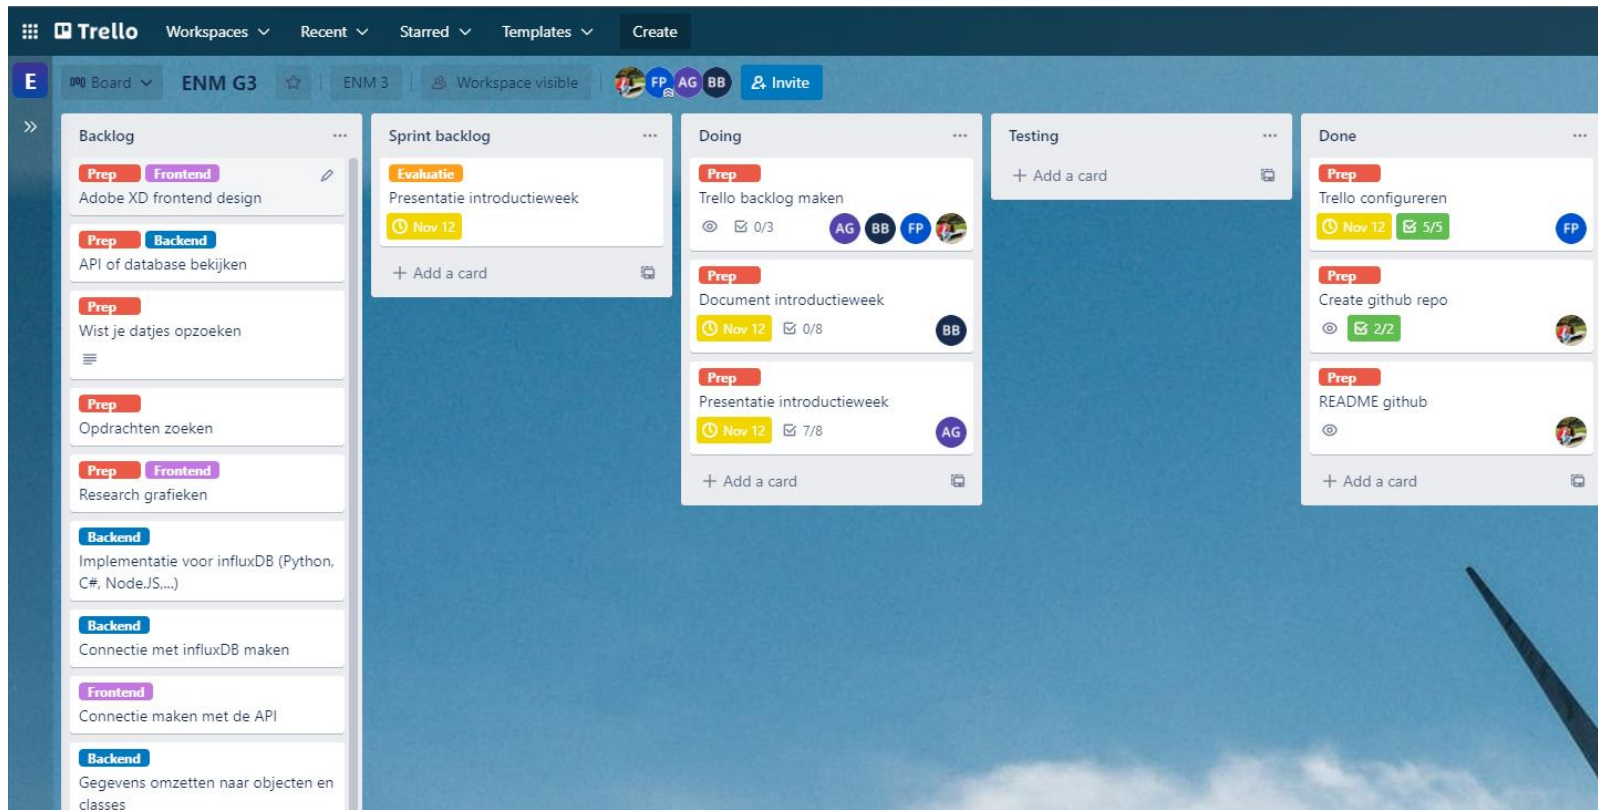 Trello Workspaces Recent Starred Templates Create
E Board ENM G3 ENM 3 Workspace visible FP AG BB Invite
Backlog
Prep Frontend
Adobe XD frontend design
Prep Backend
API of database bekijken
Prep
Wist je datjes opzoeken
Prep
Opdrachten zoeken
Prep Frontend
Research grafieken
Backend
Implementatie voor influxDB (Python,
C#, NodeJS,...)
Backend
Connectie met influxDB maken
Frontend
Connectie maken met de API
Backend
Gegevens omzetten naar objecten en
classes
Sprint backlog
Evaluatie
Presentatie introductieweek
Nov 12
+ Add a card
Doing
Prep
Trello backlog maken
0/3 AG BB FP
Prep
Document introductieweek
Nov 12 0/8 BB
Prep
Presentatie introductieweek
Nov 12 7/8 AG
+ Add a card
Testing
+ Add a card
Done
Prep
Trello configureren
Nov 12 5/5 FP
Prep
Create github repo
2/2
Prep
README github
+ Add a card